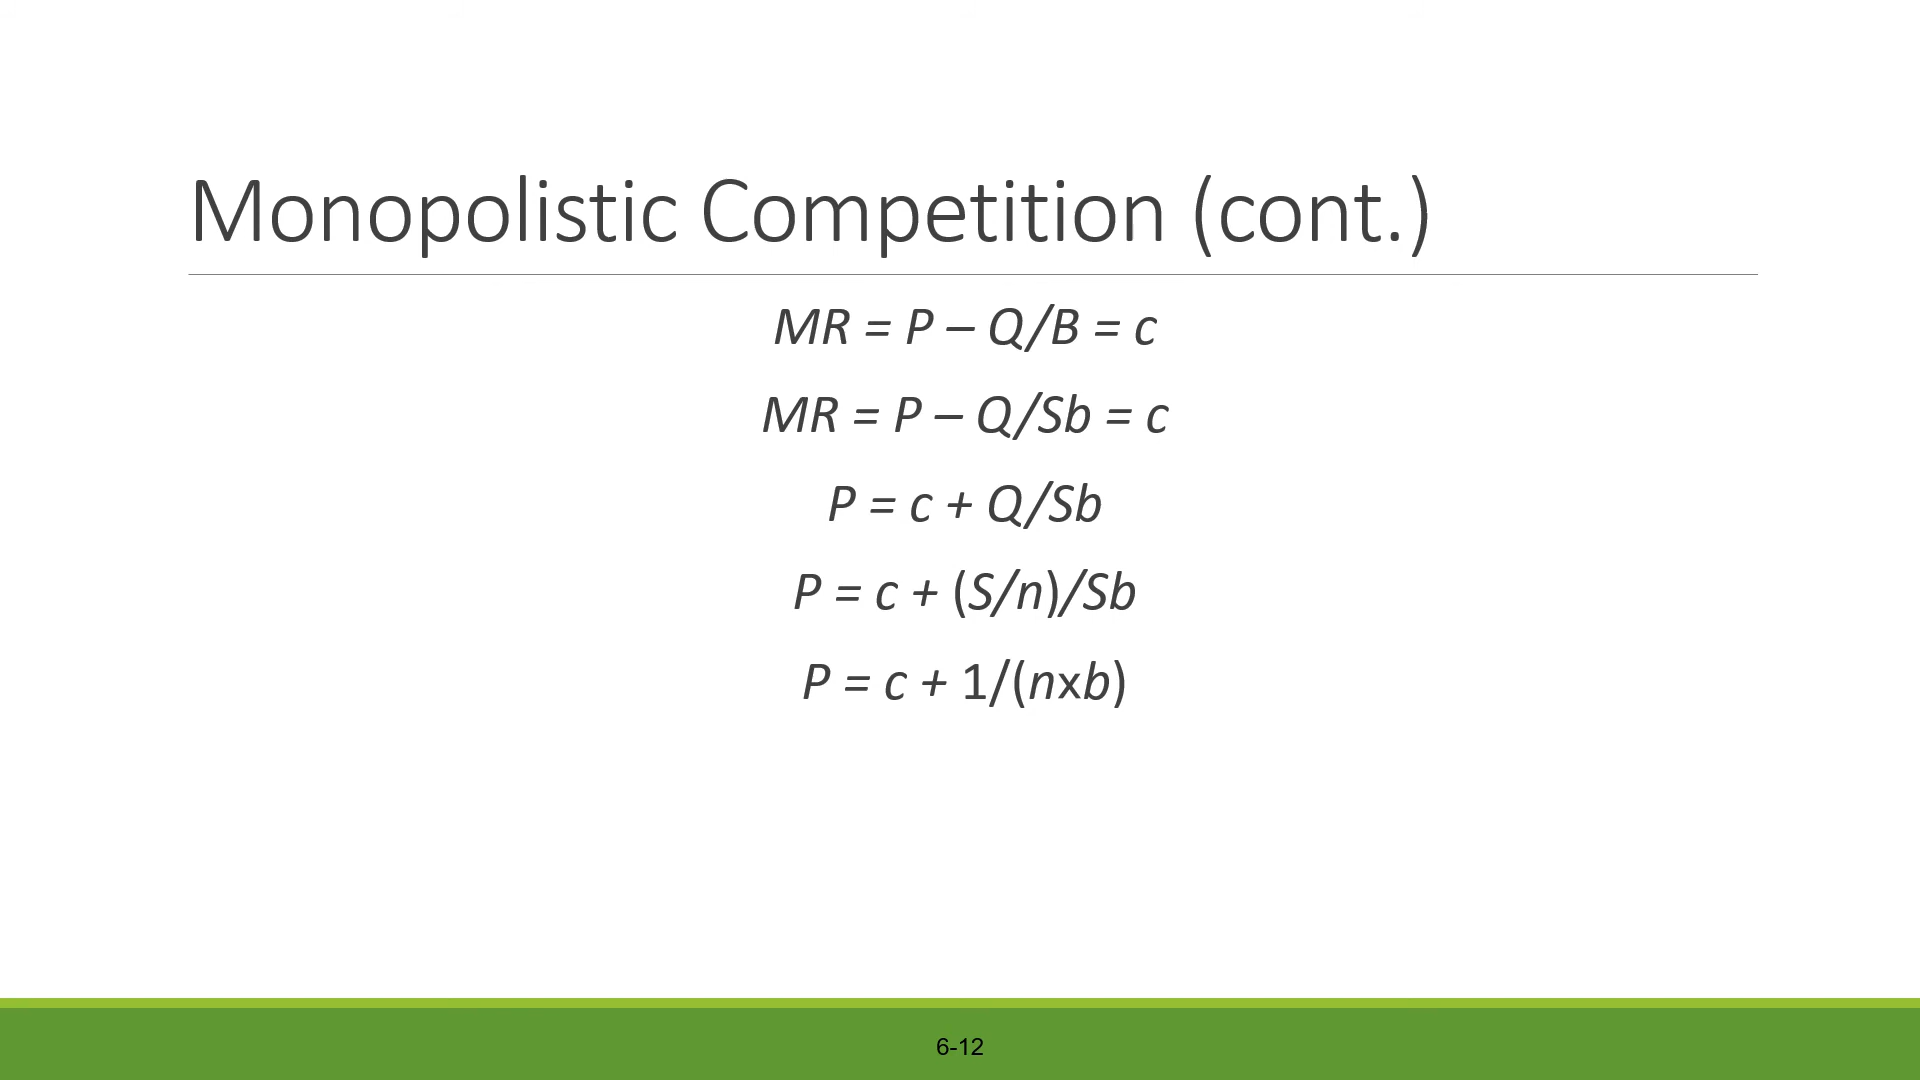 Monopolistic Competition (cont.)
MR = P – Q/B = c
MR = P – Q/Sb = c
P = c + Q/Sb
P = c + (S/n)/Sb
P = c + 1/(nxb)
6-12